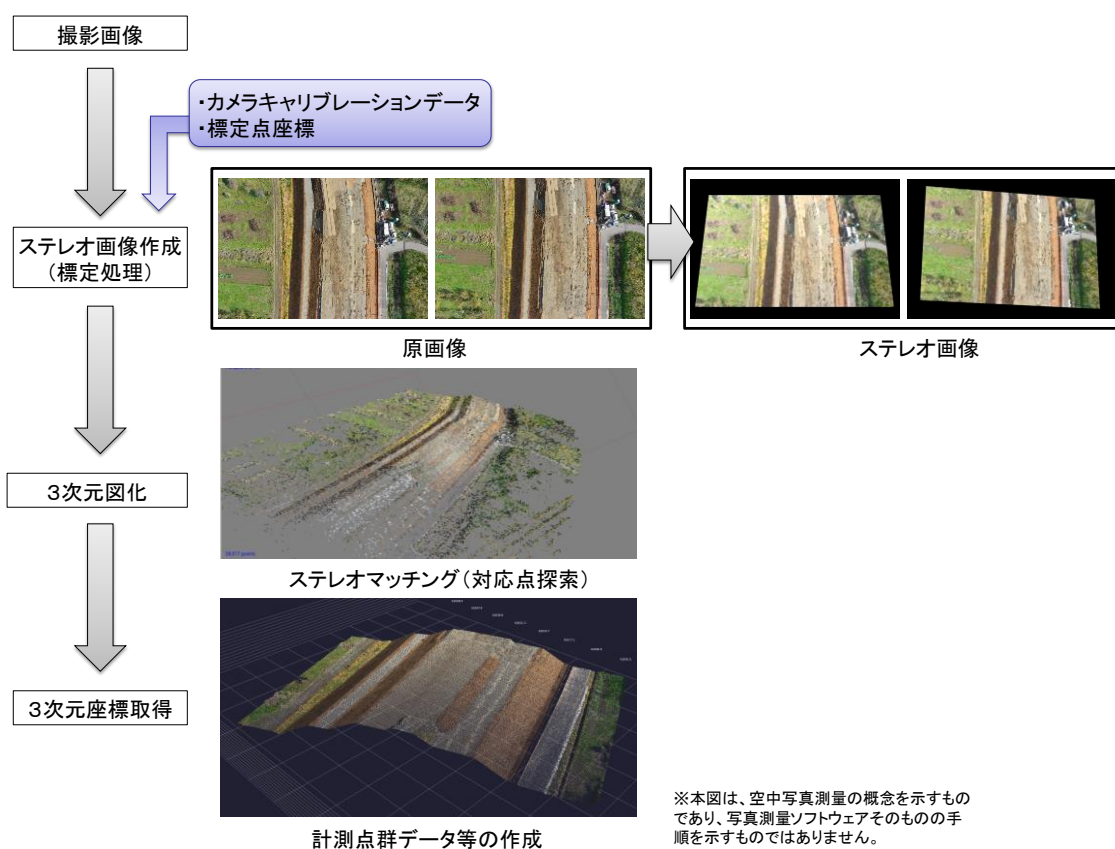 撮影画像
・カメラキャリブレーションデータ
・標定点座標
ステレオ画像作成
（標定処理）
原画像
ステレオ画像
３次元図化
ステレオマッチング（対応点探索）
３次元座標取得
計測点群データ等の作成
※本図は、空中写真測量の概念を示すもの
であり、写真測量ソフトウェアそのものの手
順を示すものではありません。